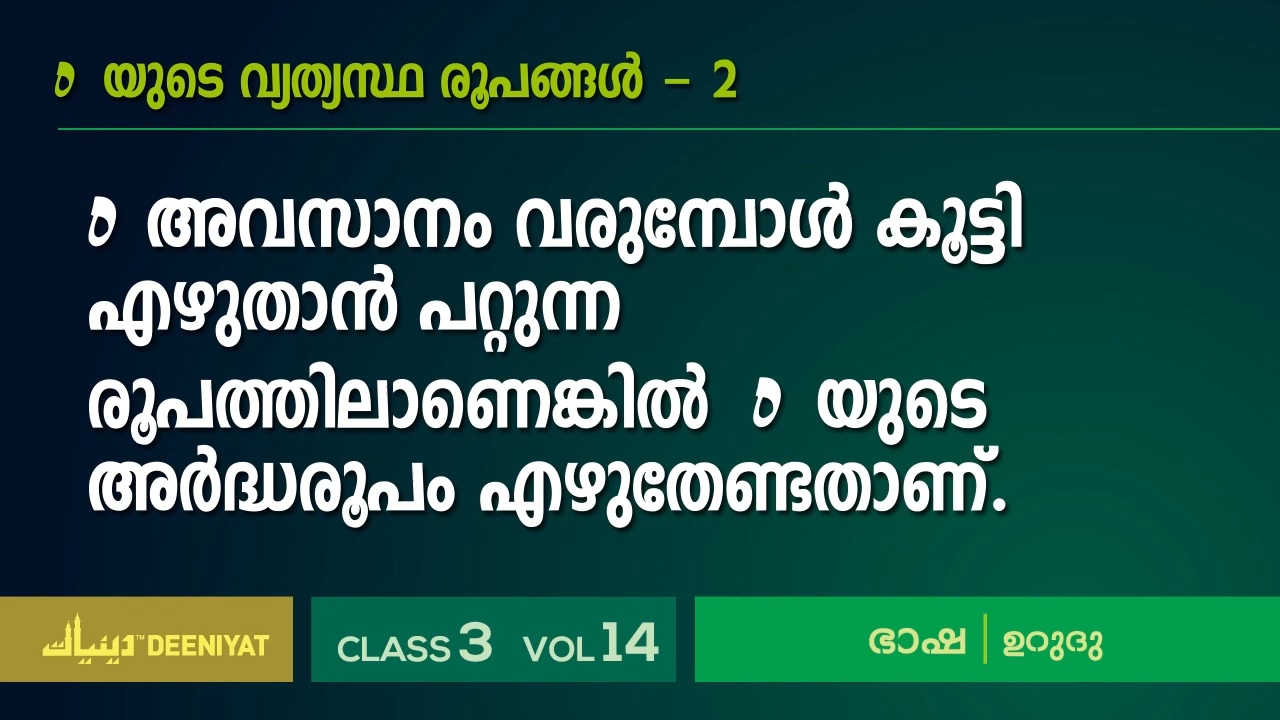 ہ യുടെ വ്യത്യസ്ഥ രൂപങ്ങൾ – 2
ہ അവസാനം വരുമ്പോൾ കൂട്ടി
എഴുതാൻ പറ്റുന്ന
രൂപത്തിലാണെങ്കിൽ ہ യുടെ
അർദ്ധരൂപം എഴുതേണ്ടതാണ്.
دینیات™ DEENIYAT
CLASS 3 VOL 14
ഭാഷ | ഉറുദു